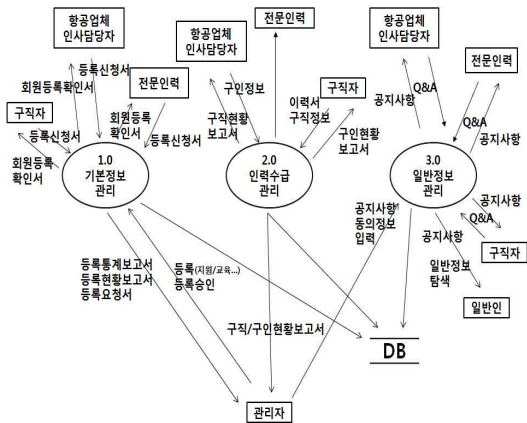 항공업체
인사담당자
전문인력
항공업체
인사담당자
등록신청서
회원등록확인서
전문인력
구직자
등록신청서
회원등록
확인서
등록신청서
회원등록
확인서
1.0
기본정보
관리
구인정보
구직현황
보고서
이력서
구직정보
구직자
구인현황
보고서
2.0
인력수급
관리
전문인력
공지사항
Q&A
Q&A
공지사항
3.0
일반정보
관리
공지사항
동의정보
입력
공지사항
Q&A
공지사항
구직자
일반정보
탐색
일반인
등록통계보고서
등록현황보고서
등록요청서
등록(지원/교육...)
등록승인
구직/구인현황보고서
DB
관리자